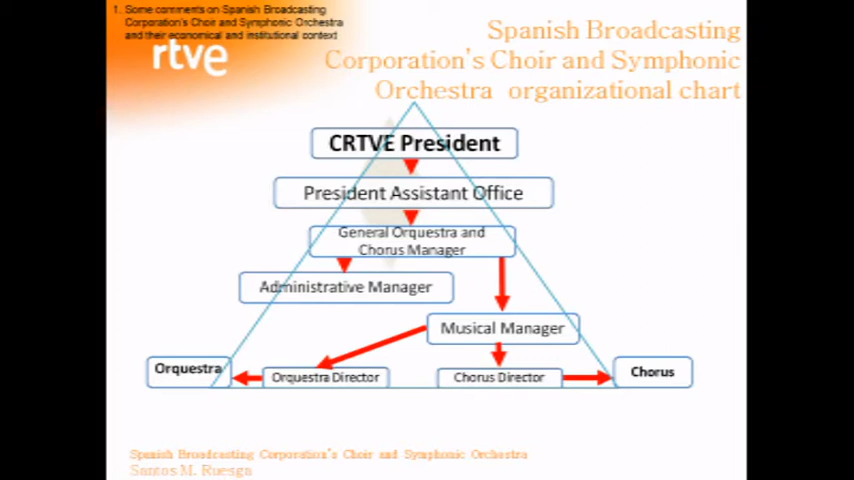 1. Some comments on Spanish Broadcasting
Corporation's Choir and Symphonic Orchestra
and their economical and institutional context
rtve
Spanish Broadcasting
Corporation's Choir and Symphonic
Orchestra organizational chart
CRTVE President
President Assistant Office
General Orquestra and
Chorus Manager
Administrative Manager
Musical Manager
Orquestra
Orquestra Director
Chorus Director
Chorus
Spanish Broadcasting Corporation's Choir and Symphonic Orchestra
Santos M. Ruesga